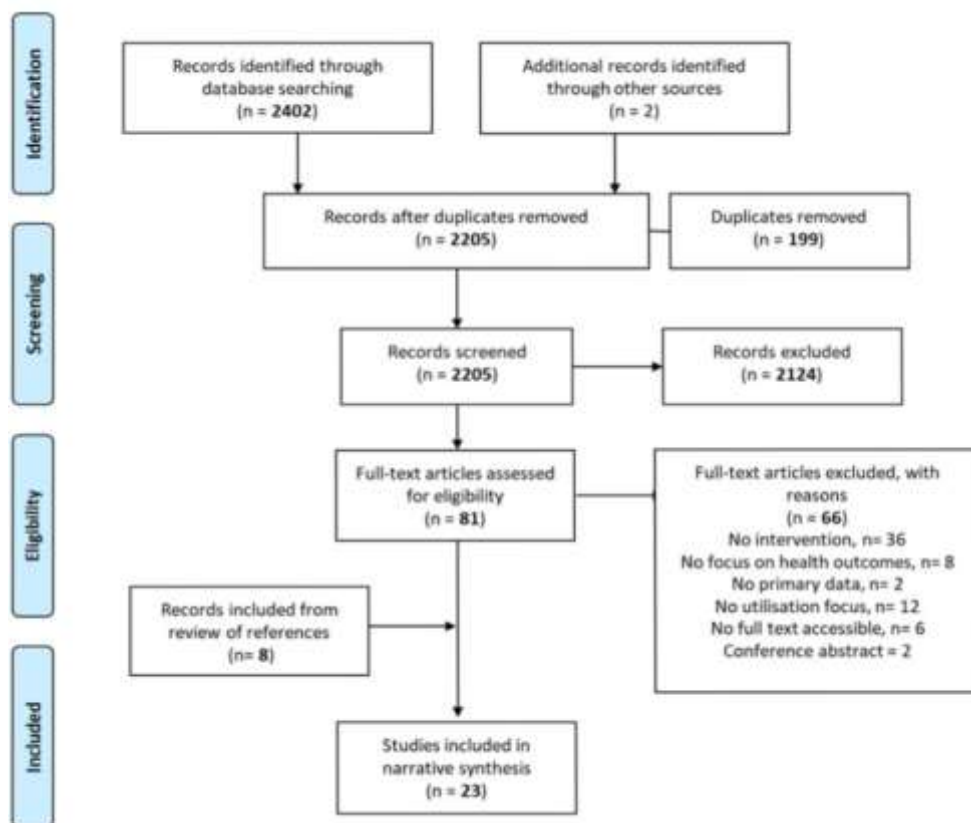 Identification
Records identified through
database searching
(n = 2402)
Additional records identified
through other sources
(n = 2)
Records after duplicates removed
(n = 2205)
Duplicates removed
(n = 199)
Screening
Records screened
(n = 2205)
Records excluded
(n = 2124)
Eligibility
Full-text articles assessed
for eligibility
(n = 81)
Full-text articles excluded, with
reasons
(n = 66)
No intervention, n= 36
No focus on health outcomes, n= 8
No primary data, n= 2
No utilisation focus, n= 12
No full text accessible, n= 6
Conference abstract = 2
Records included from
review of references
(n= 8)
Included
Studies included in
narrative synthesis
(n = 23)